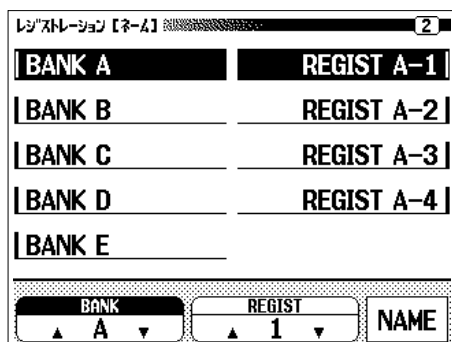 レジストレーション [ネーム] 2
BANK A REGIST A-1
BANK B REGIST A-2
BANK C REGIST A-3
BANK D REGIST A-4
BANK E
BANK REGIST
▲ A ▼ ▲ 1 ▼ NAME